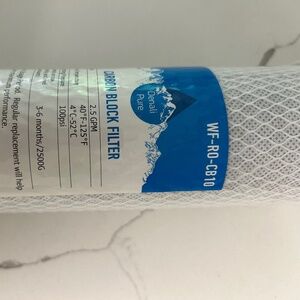 CARBON BLOCK FILTER
2.5 GPM
40°F-125°F
4°C-52°C
100psi
3-6 months/2500G
Regular replacement will help
performance.
Denali
Pure
WF-RO-CB10